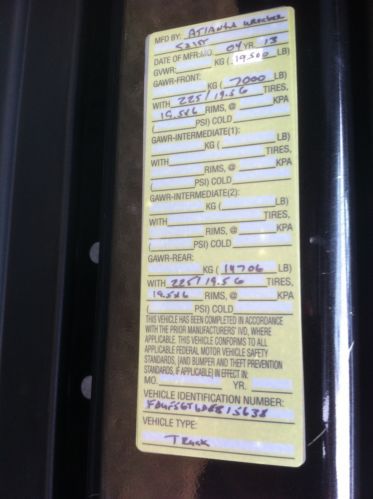 MFD BY: ATLANTA WRECKER
SALES
DATE OF MFR:MO. 04 YR. 13
GVWR: KG ( 19,500 LB)
GAWR-FRONT:
KG ( 7000 LB)
WITH 225/19.5G TIRES,
19.5x6 RIMS, @ KPA
( PSI) COLD
GAWR-INTERMEDIATE(1):
KG ( LB)
WITH TIRES,
RIMS, @ KPA
( PSI) COLD
GAWR-INTERMEDIATE(2):
KG ( LB)
WITH TIRES,
RIMS, @ KPA
( PSI) COLD
GAWR-REAR:
KG ( 14706 LB)
WITH 225/19.5G TIRES,
19.5x6 RIMS, @ KPA
( PSI) COLD
THIS VEHICLE HAS BEEN COMPLETED IN ACCORDANCE
WITH THE PRIOR MANUFACTURERS' IVD, WHERE
APPLICABLE. THIS VEHICLE CONFORMS TO ALL
APPLICABLE FEDERAL MOTOR VEHICLE SAFETY
STANDARDS, [AND BUMPER AND THEFT PREVENTION
STANDARDS, IF APPLICABLE] IN EFFECT IN:
MO. YR.
VEHICLE IDENTIFICATION NUMBER:
VEHICLE TYPE:
Truck